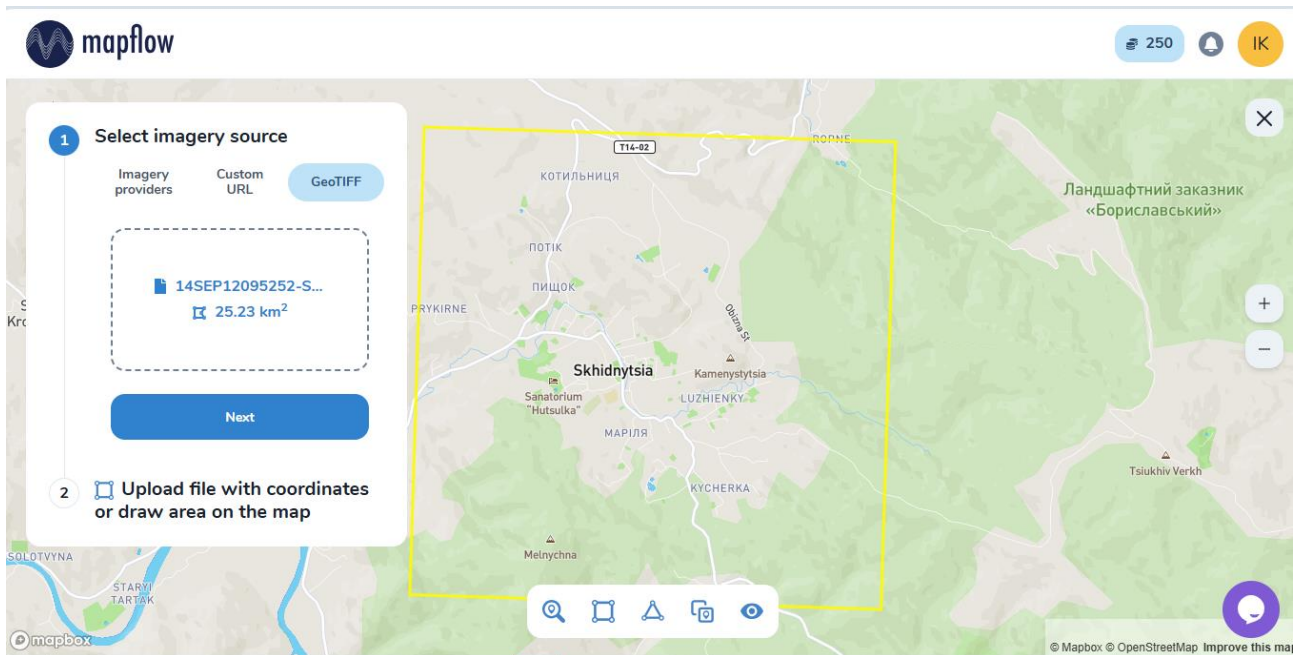 mapflow
250
IK
1
Select imagery source
Imagery
providers
Custom
URL
GeoTIFF
14SEP12095252-S...
25.23 km²
Next
2
Upload file with coordinates
or draw area on the map
T14-02
ROPNE
КОТИЛЬНИЦЯ
Ландшафтний заказник
«Бориславський»
ПОТІК
ПИЩОК
PRYKIRNE
Obizna St
Skhidnytsia
Kamenystytsia
Sanatorium
"Hutsulka"
LUZHIENKY
МАРІЛЯ
KYCHERKA
Tsiukhiv Verkh
Melnychna
SOLOTVYNA
STARYI
TARTAK
mapbox
© Mapbox © OpenStreetMap Improve this map